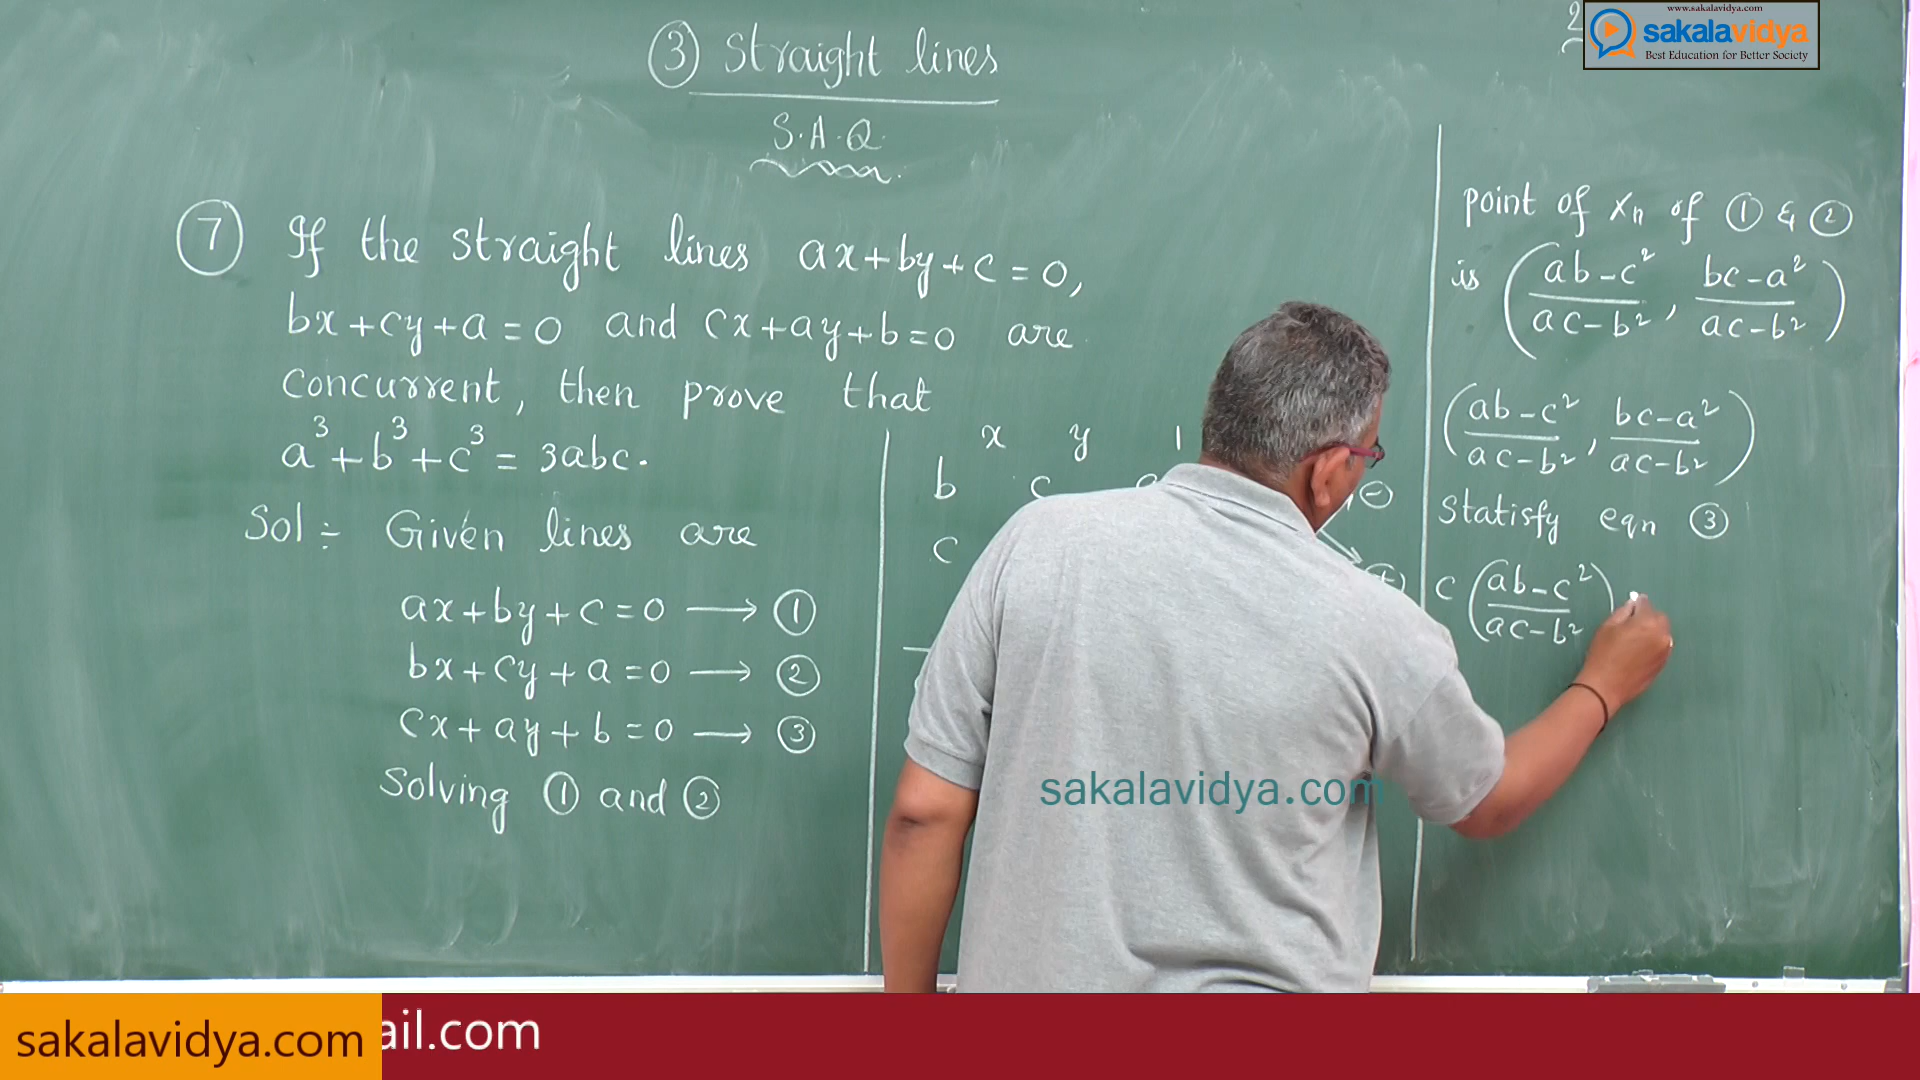 ③ Straight lines
S.A.Q.
⑦ If the straight lines ax+by+c=0,
bx+cy+a=0 and cx+ay+b=0 are
concurrent, then prove that
a³+b³+c³=3abc.
Sol ÷ Given lines are
ax+by+c=0 → ①
bx+cy+a=0 → ②
cx+ay+b=0 → ③
Solving ① and ②
x y 1
b c
c
point of xn of ① & ②
is ((ab-c²)/(ac-b²), (bc-a²)/(ac-b²))
((ab-c²)/(ac-b²), (bc-a²)/(ac-b²))
Statisfy eqn ③
c((ab-c²)/(ac-b²))
www.sakalavidya.com
sakalavidya
Best Education for Better Society
sakalavidya.com
sakalavidya.com
ail.com